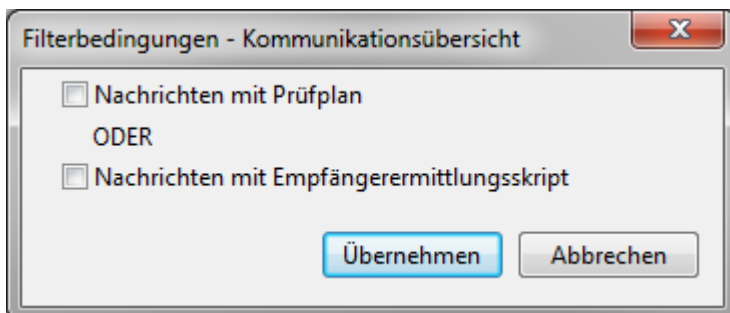 Filterbedingungen - Kommunikationsübersicht
Nachrichten mit Prüfplan
ODER
Nachrichten mit Empfängerermittlungsskript
Übernehmen Abbrechen